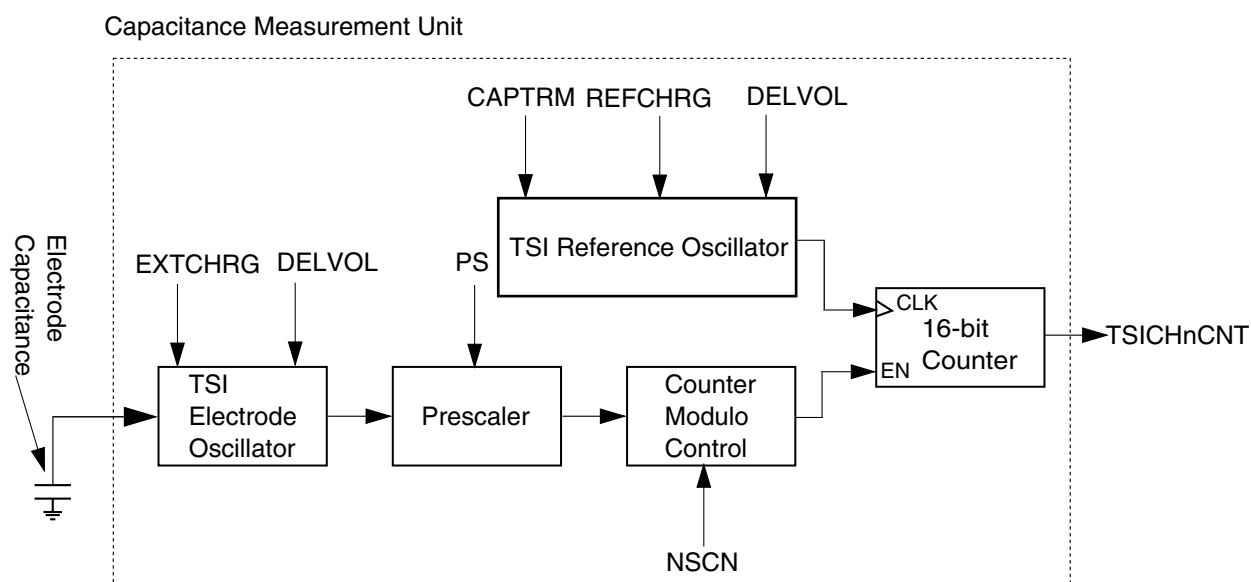 Capacitance Measurement Unit
CAPTRM REFCHRG DELVOL
TSI Reference Oscillator
Electrode
Capacitance
EXTCHRG DELVOL
PS
CLK
16-bit
Counter
EN
TSICHnCNT
TSI
Electrode
Oscillator
Prescaler
Counter
Modulo
Control
NSCN